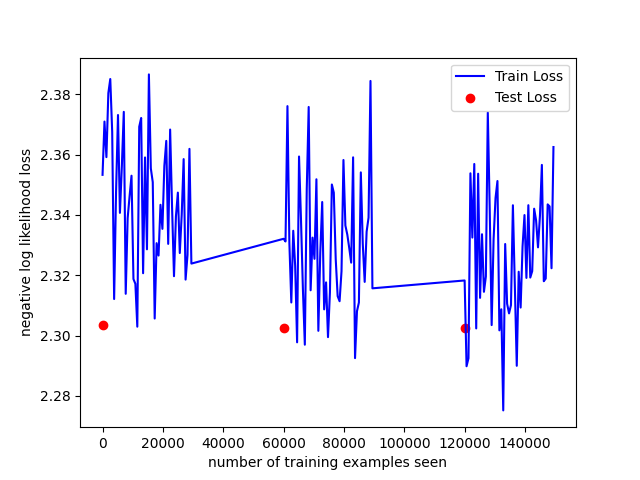 Train Loss
Test Loss
negative log likelihood loss
2.38
2.36
2.34
2.32
2.30
2.28
0 20000 40000 60000 80000 100000 120000 140000
number of training examples seen